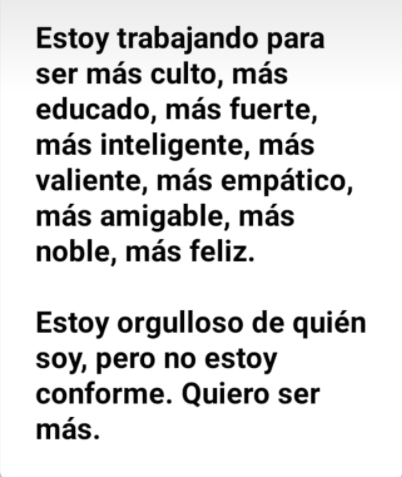 Estoy trabajando para
ser más culto, más
educado, más fuerte,
más inteligente, más
valiente, más empático,
más amigable, más
noble, más feliz.
Estoy orgulloso de quién
soy, pero no estoy
conforme. Quiero ser
más.